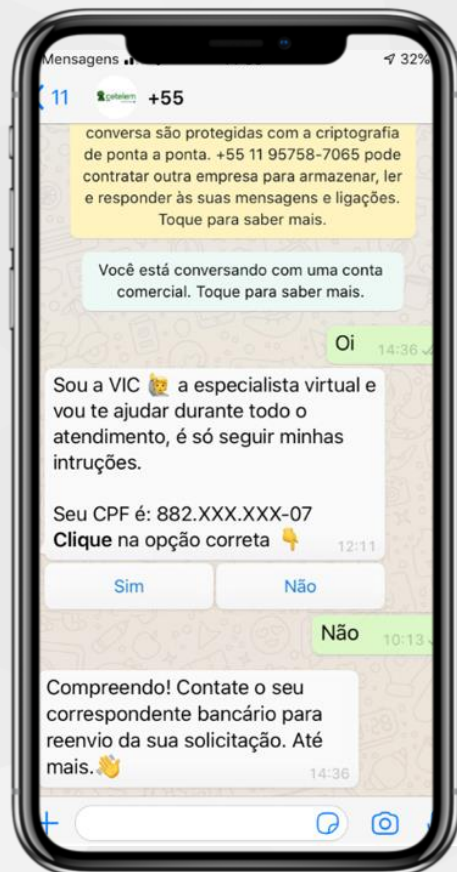 Mensagens
32%
11
cetelem
+55
conversa são protegidas com a criptografia
de ponta a ponta. +55 11 95758-7065 pode
contratar outra empresa para armazenar, ler
e responder às suas mensagens e ligações.
Toque para saber mais.
Você está conversando com uma conta
comercial. Toque para saber mais.
Oi
14:36
Sou a VIC 🙋 a especialista virtual e
vou te ajudar durante todo o
atendimento, é só seguir minhas
intruções.
Seu CPF é: 882.XXX.XXX-07
Clique na opção correta 👇
12:11
Sim
Não
Não
10:13
Compreendo! Contate o seu
correspondente bancário para
reenvio da sua solicitação. Até
mais.👋
14:36